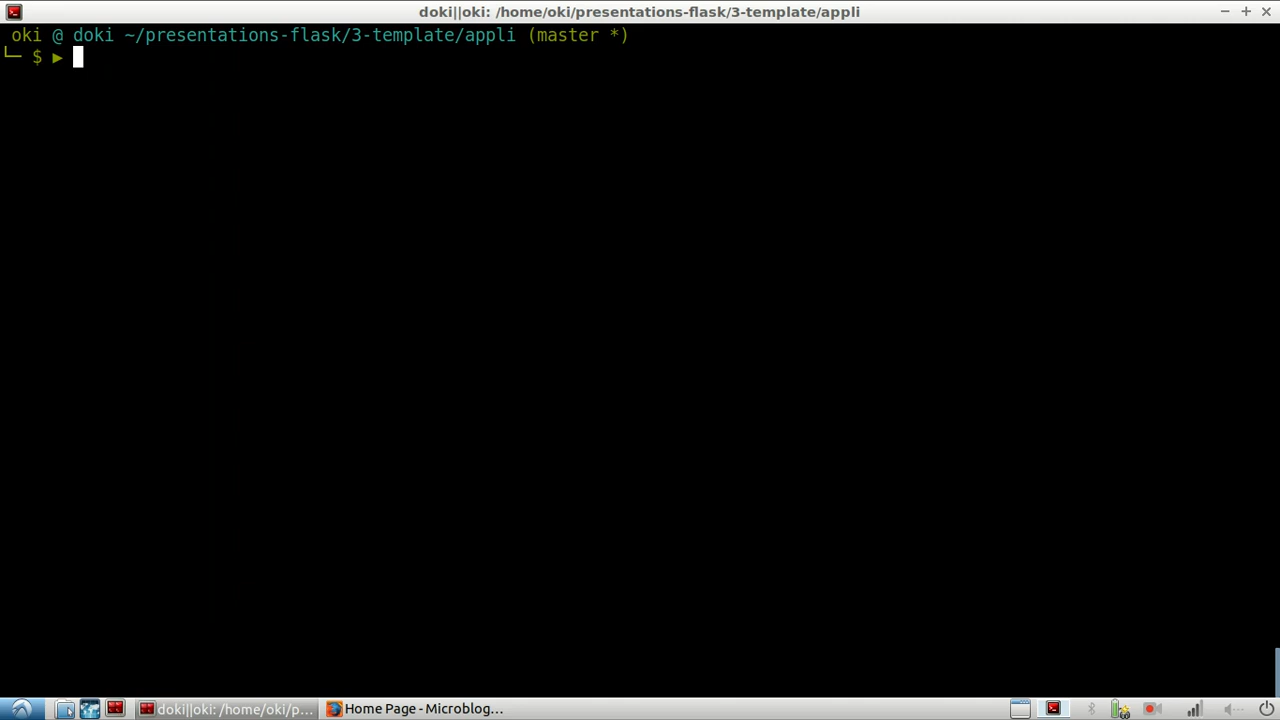 doki||oki: /home/oki/presentations-flask/3-template/appli
oki @ doki ~/presentations-flask/3-template/appli (master *)
└─ $ ▶
doki||oki: /home/oki/p...
Home Page - Microblog...